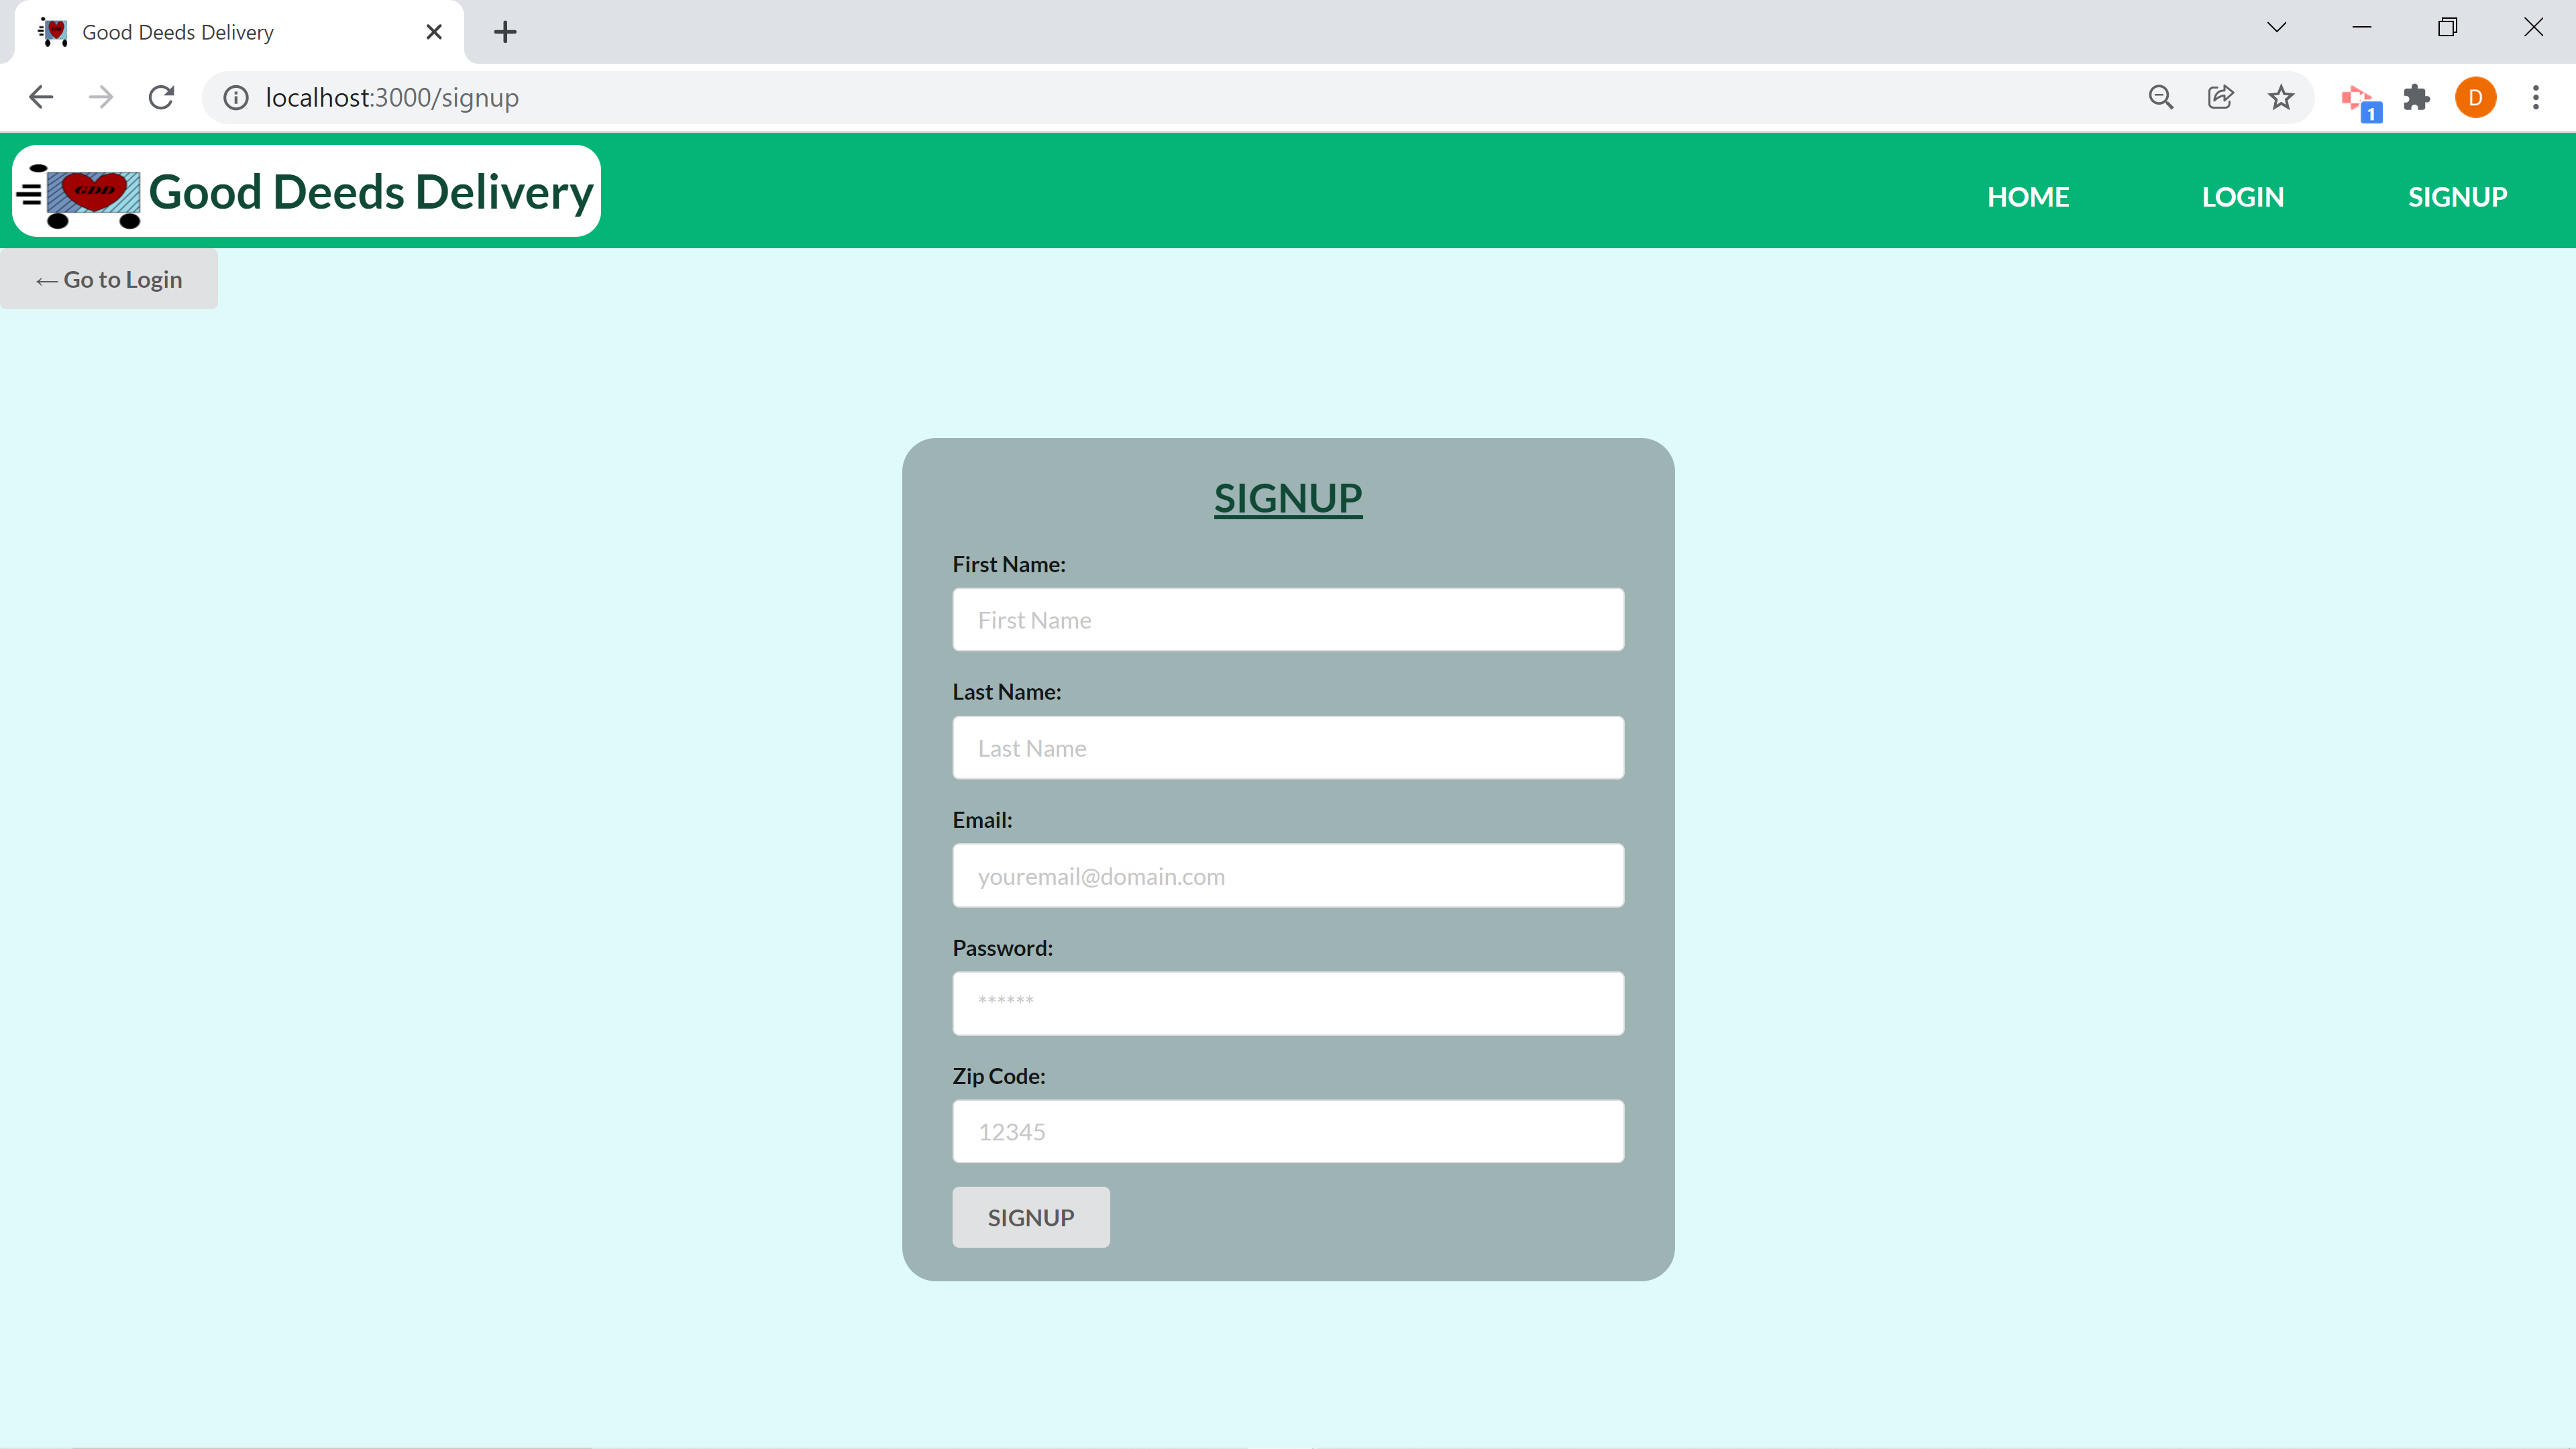 Good Deeds Delivery
localhost:3000/signup
1
D
GDD
Good Deeds Delivery
HOME
LOGIN
SIGNUP
← Go to Login
SIGNUP
First Name:
First Name
Last Name:
Last Name
Email:
youremail@domain.com
Password:
******
Zip Code:
12345
SIGNUP